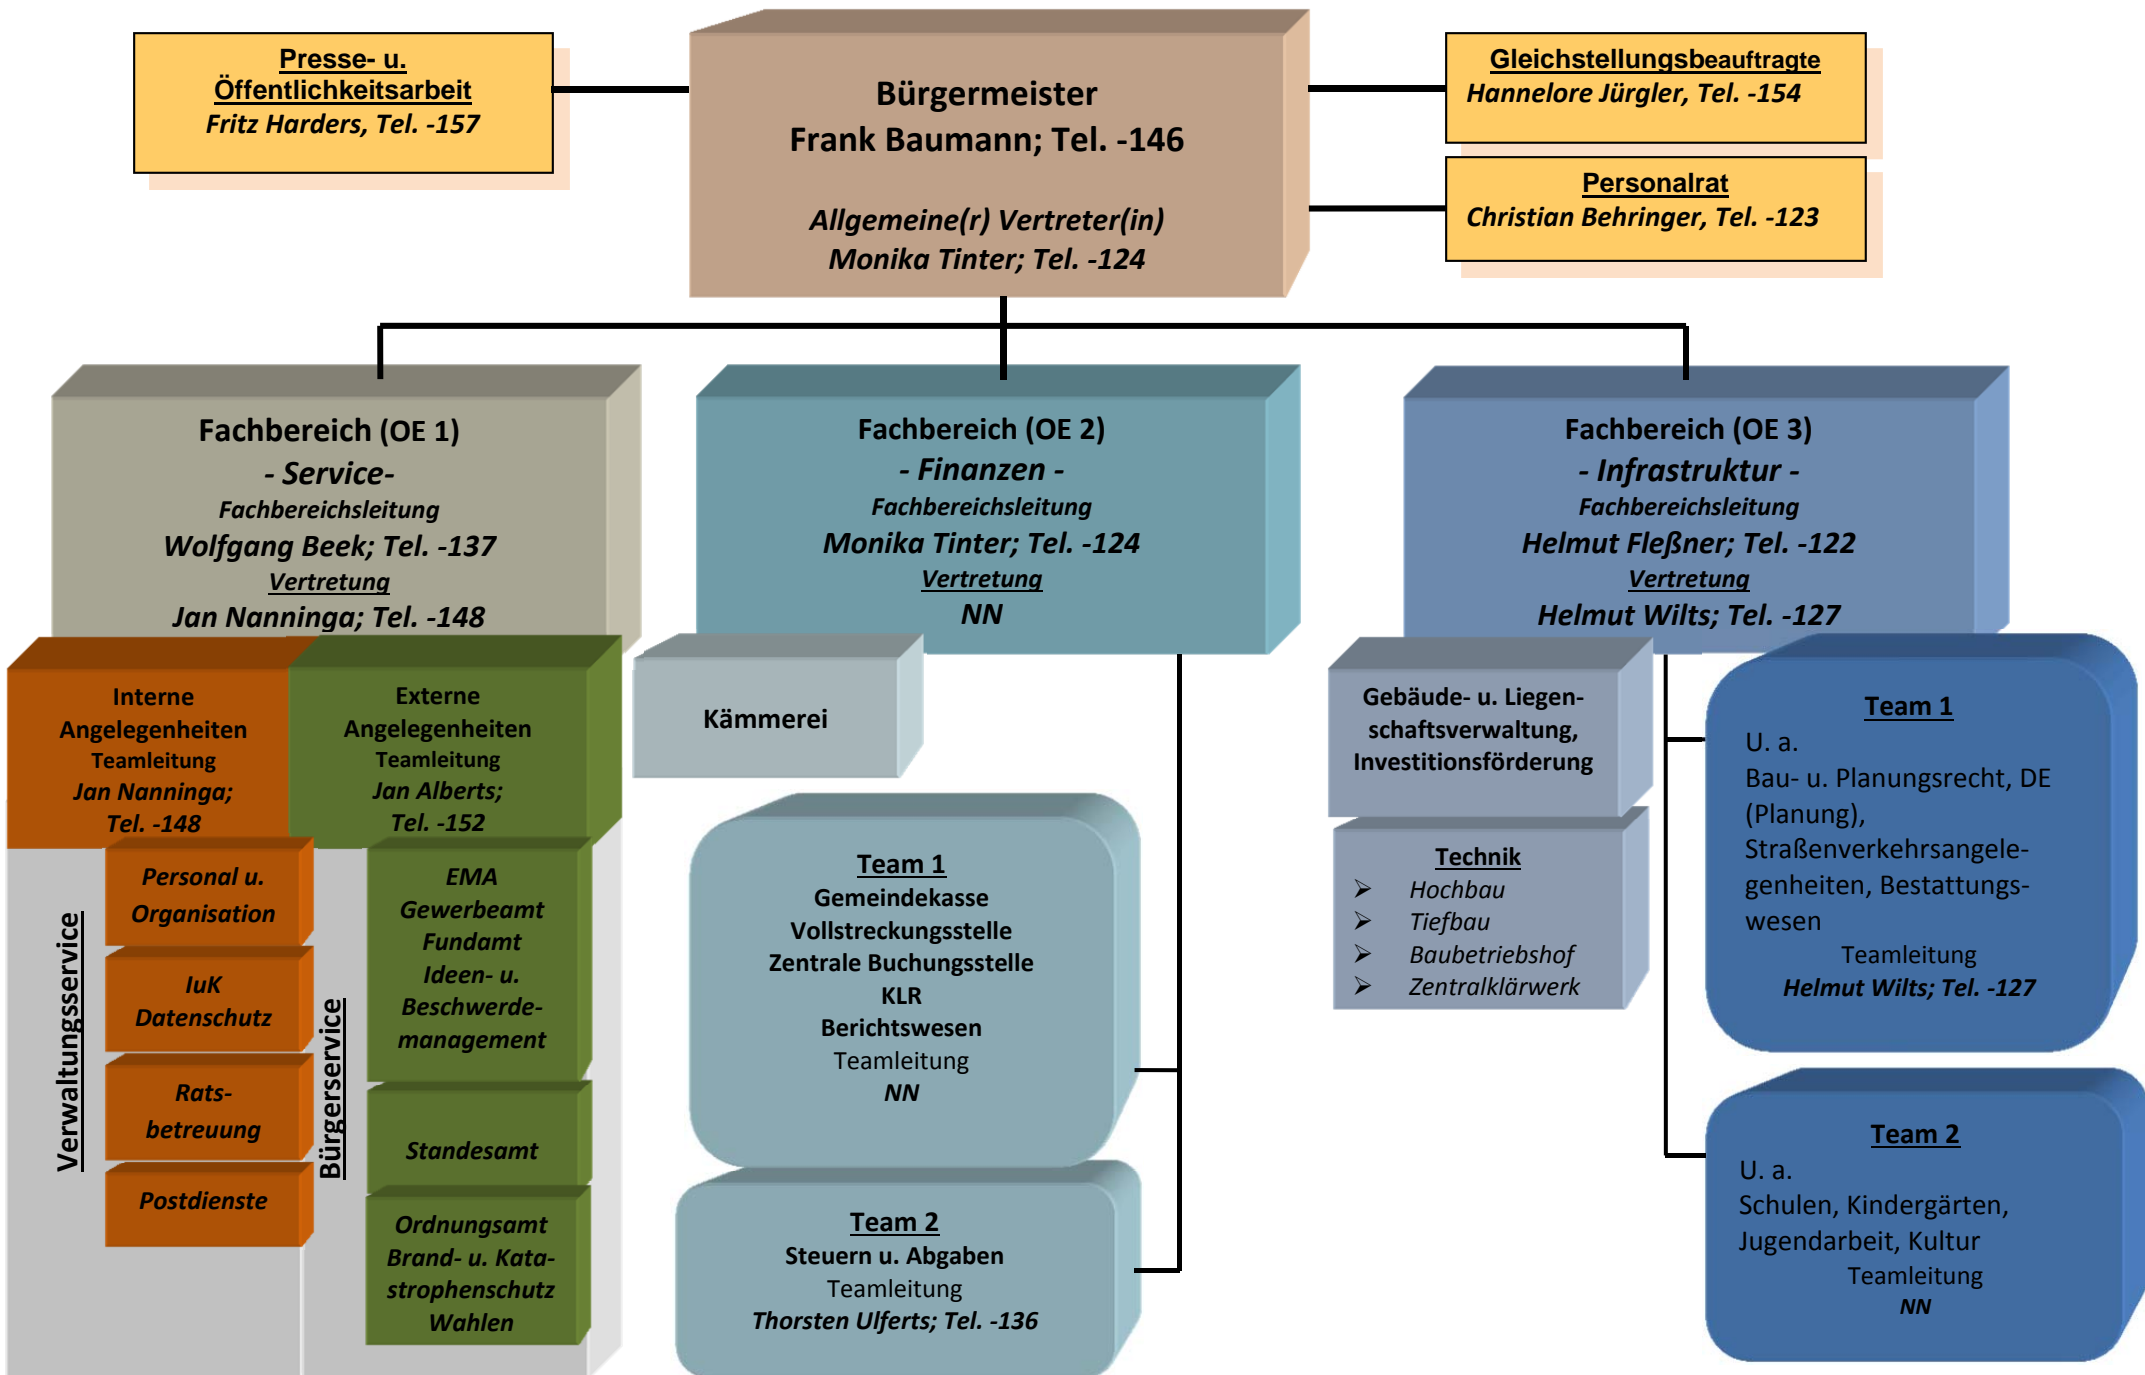 Presse- u.
Öffentlichkeitsarbeit
Fritz Harders, Tel. -157
Bürgermeister
Frank Baumann; Tel. -146
Allgemeine(r) Vertreter(in)
Monika Tinter; Tel. -124
Gleichstellungsbeauftragte
Hannelore Jürgler, Tel. -154
Personalrat
Christian Behringer, Tel. -123
Fachbereich (OE 1)
- Service-
Fachbereichsleitung
Wolfgang Beek; Tel. -137
Vertretung
Jan Nanninga; Tel. -148
Interne
Angelegenheiten
Teamleitung
Jan Nanninga;
Tel. -148
Verwaltungsservice
Personal u.
Organisation
IuK
Datenschutz
Rats-
betreuung
Postdienste
Externe
Angelegenheiten
Teamleitung
Jan Alberts;
Tel. -152
Bürgerservice
EMA
Gewerbeamt
Fundamt
Ideen- u.
Beschwerde-
management
Standesamt
Ordnungsamt
Brand- u. Kata-
strophenschutz
Wahlen
Fachbereich (OE 2)
- Finanzen -
Fachbereichsleitung
Monika Tinter; Tel. -124
Vertretung
NN
Kämmerei
Team 1
Gemeindekasse
Vollstreckungsstelle
Zentrale Buchungsstelle
KLR
Berichtswesen
Teamleitung
NN
Team 2
Steuern u. Abgaben
Teamleitung
Thorsten Ulferts; Tel. -136
Fachbereich (OE 3)
- Infrastruktur -
Fachbereichsleitung
Helmut Fleßner; Tel. -122
Vertretung
Helmut Wilts; Tel. -127
Gebäude- u. Liegen-
schaftsverwaltung,
Investitionsförderung
Technik
➢ Hochbau
➢ Tiefbau
➢ Baubetriebshof
➢ Zentralklärwerk
Team 1
U. a.
Bau- u. Planungsrecht, DE
(Planung),
Straßenverkehrsangele-
genheiten, Bestattungs-
wesen
Teamleitung
Helmut Wilts; Tel. -127
Team 2
U. a.
Schulen, Kindergärten,
Jugendarbeit, Kultur
Teamleitung
NN